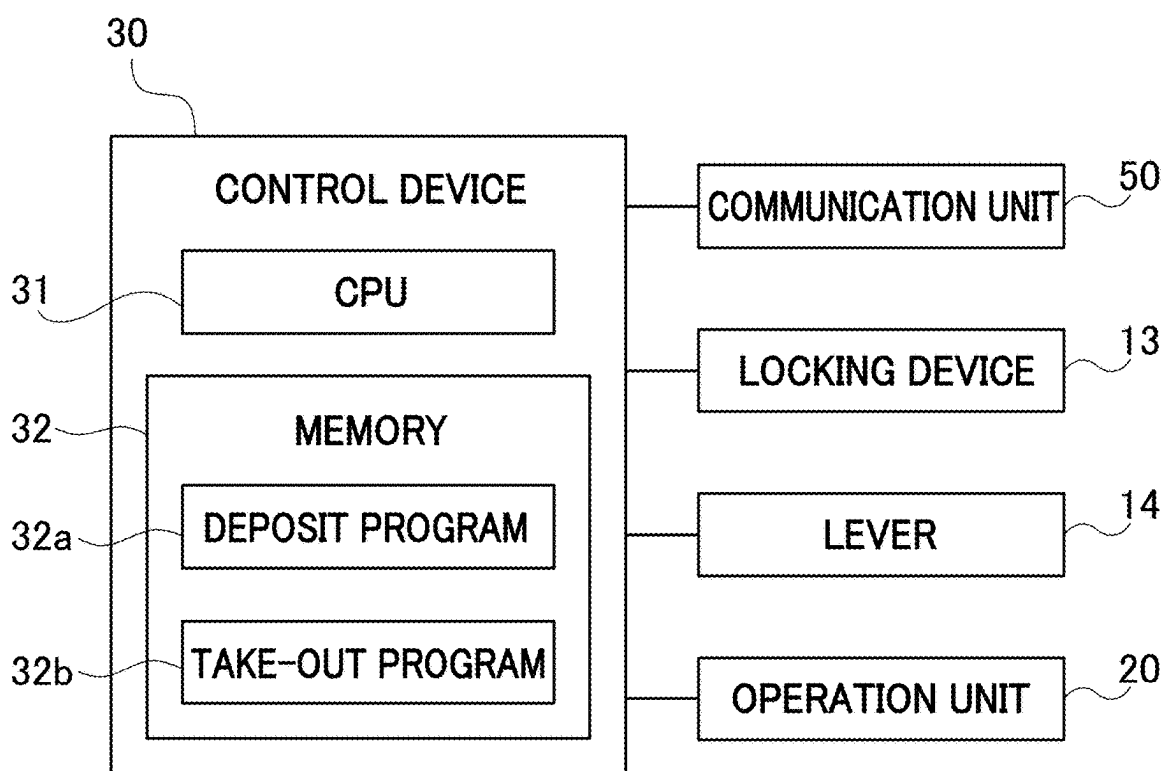 30
CONTROL DEVICE
COMMUNICATION UNIT
50
31
CPU
LOCKING DEVICE
13
32
MEMORY
32a
DEPOSIT PROGRAM
LEVER
14
32b
TAKE-OUT PROGRAM
OPERATION UNIT
20